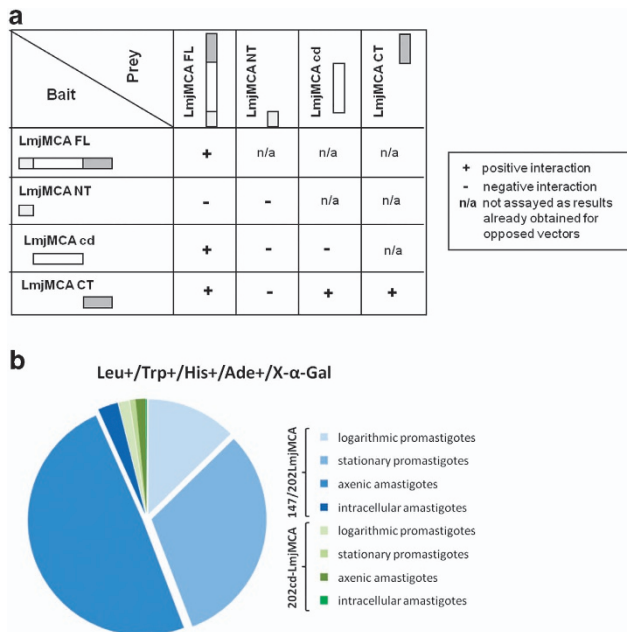 a
Prey
Bait
LmjMCA FL
LmjMCA NT
LmjMCA cd
LmjMCA CT
LmjMCA FL
+ n/a n/a n/a
LmjMCA NT
- - n/a n/a
LmjMCA cd
+ - - n/a
LmjMCA CT
+ - + +
+ positive interaction
- negative interaction
n/a not assayed as results
already obtained for
opposed vectors
b
Leu+/Trp+/His+/Ade+/X-α-Gal
147/202LmjMCA
logarithmic promastigotes
stationary promastigotes
axenic amastigotes
intracellular amastigotes
202cd-LmjMCA
logarithmic promastigotes
stationary promastigotes
axenic amastigotes
intracellular amastigotes